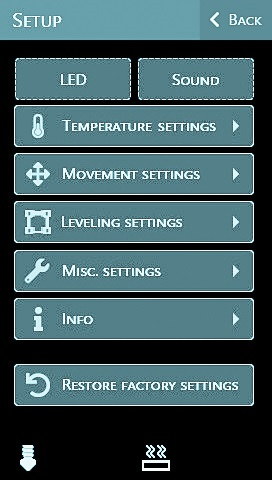 Setup
Back
LED
Sound
Temperature settings
Movement settings
Leveling settings
Misc. settings
Info
Restore factory settings